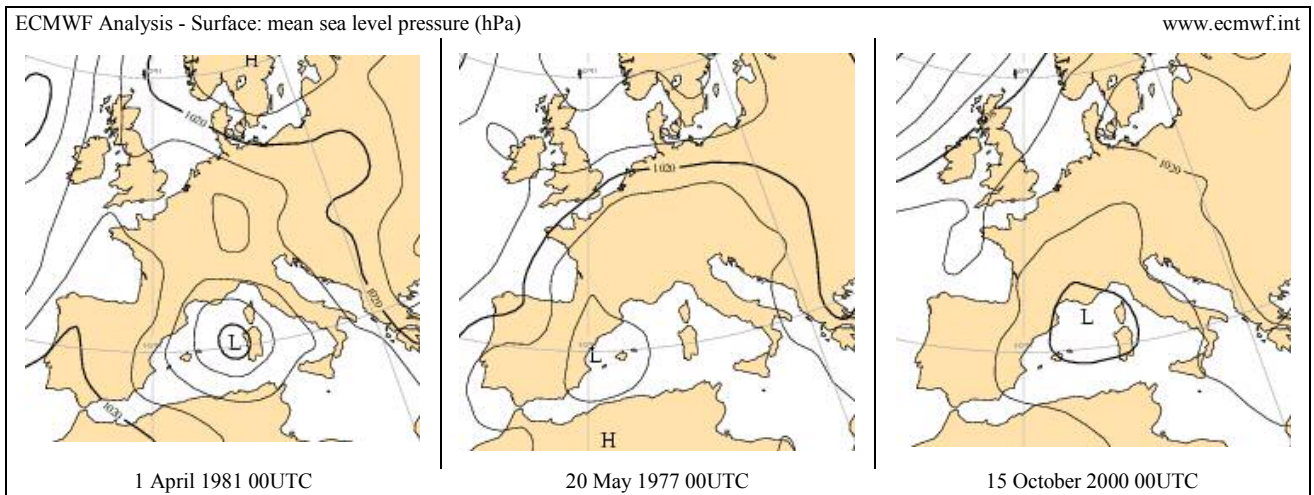 ECMWF Analysis - Surface: mean sea level pressure (hPa) www.ecmwf.int
H
1020
1020
L
1020
1020
L
H
1020
L
1 April 1981 00UTC
20 May 1977 00UTC
15 October 2000 00UTC